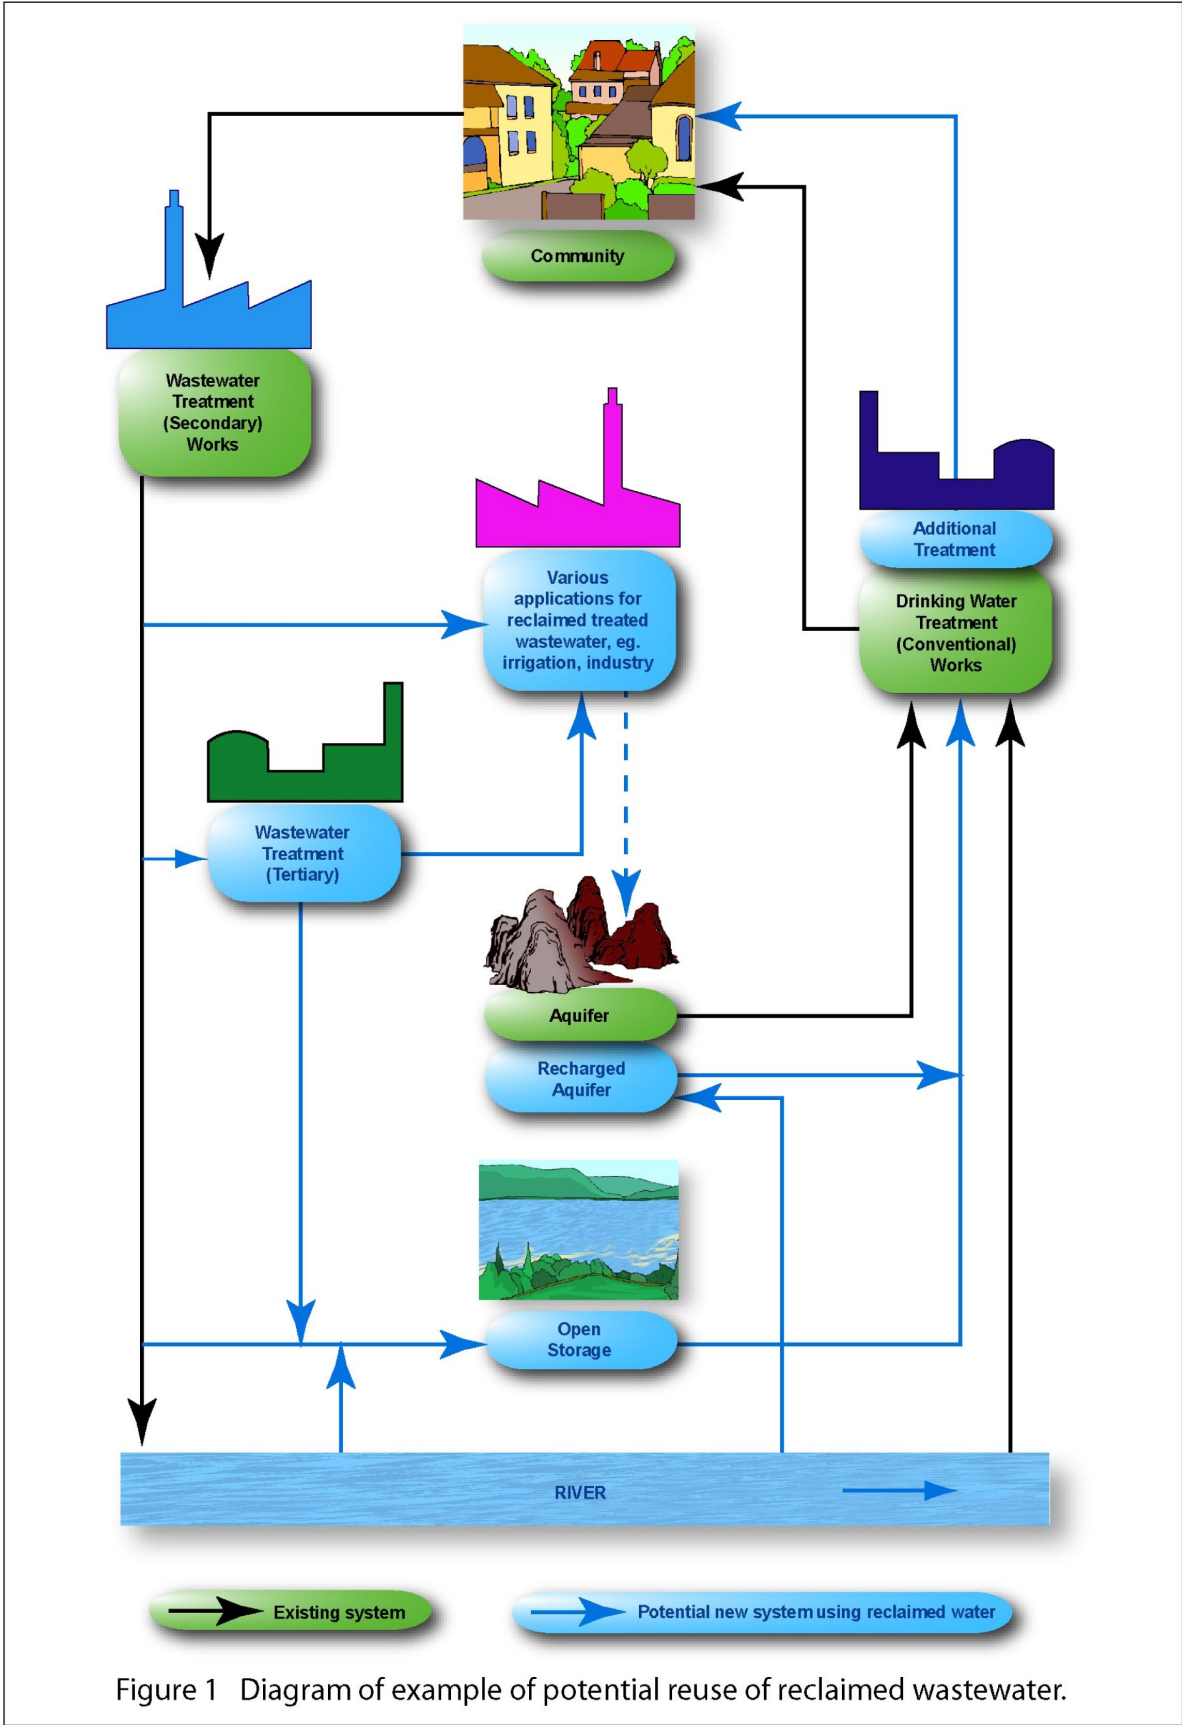 Community
Wastewater
Treatment
(Secondary)
Works
Various
applications for
reclaimed treated
wastewater, eg.
irrigation, industry
Additional
Treatment
Drinking Water
Treatment
(Conventional)
Works
Wastewater
Treatment
(Tertiary)
Aquifer
Recharged
Aquifer
Open
Storage
RIVER
Existing system
Potential new system using reclaimed water
Figure 1 Diagram of example of potential reuse of reclaimed wastewater.